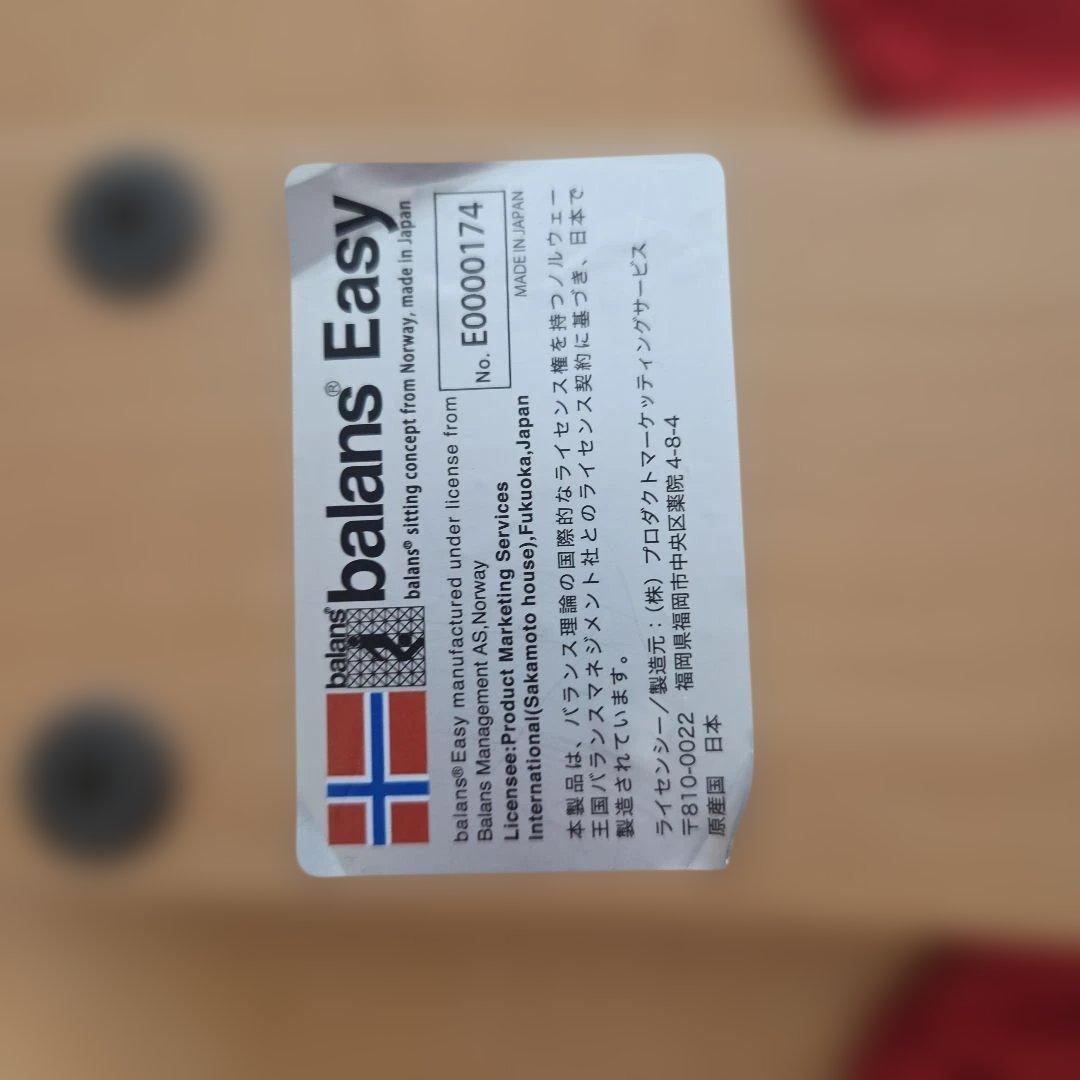 balans®
balans® Easy
balans® sitting concept from Norway, made in Japan
balans®Easy manufactured under license from
Balans Management AS,Norway
Licensee:Product Marketing Services
International(Sakamoto house),Fukuoka,Japan
No. E0000174
MADE IN JAPAN
本製品は、バランス理論の国際的なライセンス権を持つノルウェー
王国バランスマネジメント社とのライセンス契約に基づき、日本で
製造されています。
ライセンシー/製造元:(株)プロダクトマーケッティングサービス
〒810-0022 福岡県福岡市中央区薬院 4-8-4
原産国 日本